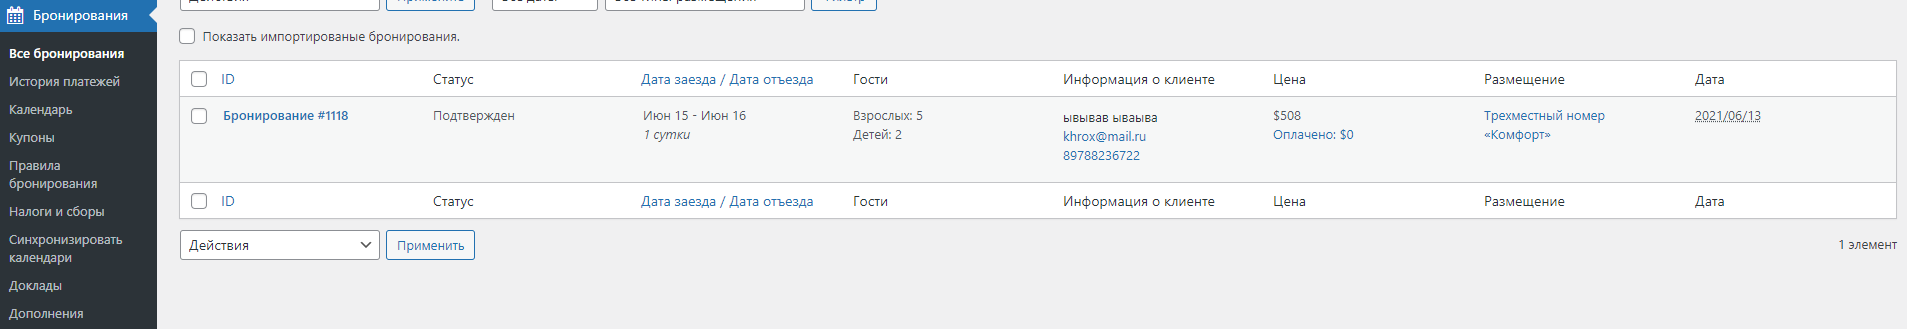 Бронирования
Все бронирования
История платежей
Календарь
Купоны
Правила
бронирования
Налоги и сборы
Синхронизировать
календари
Доклады
Дополнения
Показать импортированые бронирования.
ID Статус Дата заезда / Дата отъезда Гости Информация о клиенте Цена Размещение Дата
Бронирование #1118 Подтвержден Июн 15 - Июн 16 Взрослых: 5 ывывав ываыва $508 Трехместный номер 2021/06/13
1 сутки Детей: 2 khrox@mail.ru Оплачено: $0 «Комфорт»
89788236722
ID Статус Дата заезда / Дата отъезда Гости Информация о клиенте Цена Размещение Дата
Действия Применить 1 элемент